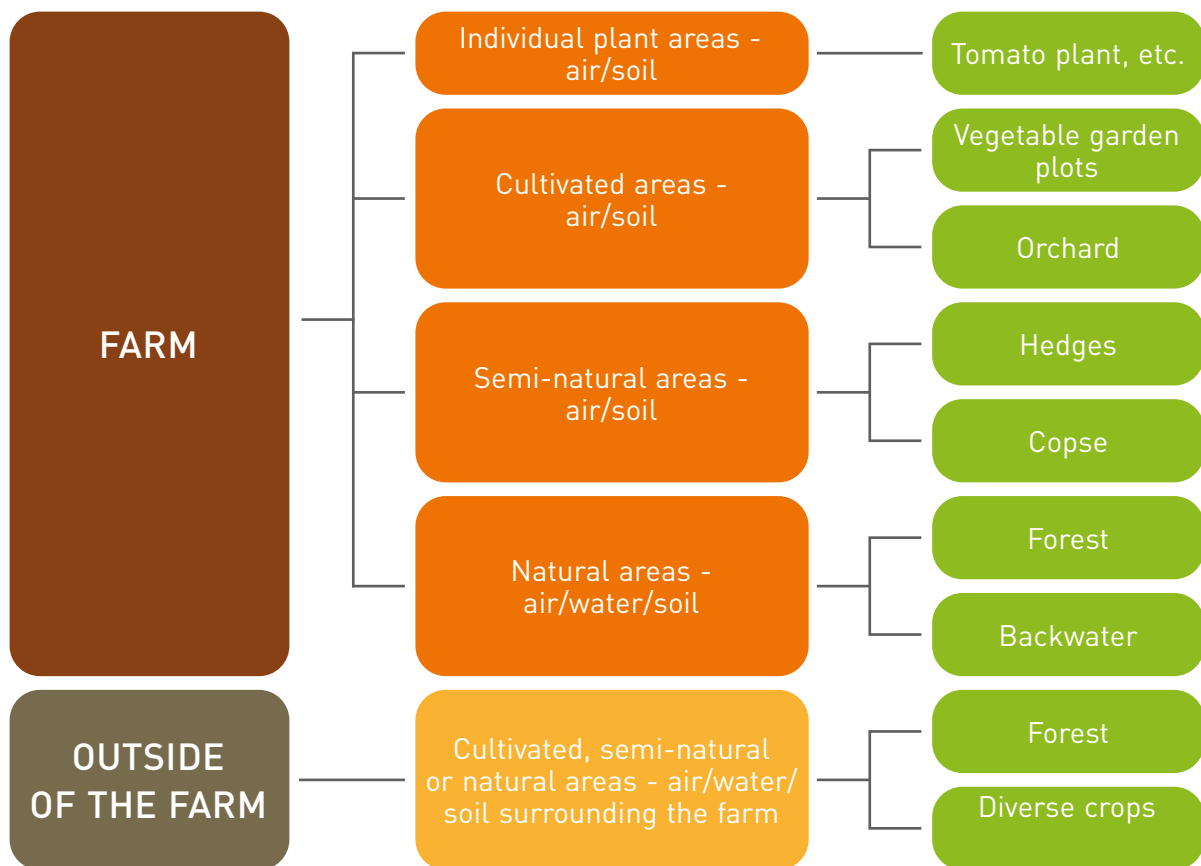 FARM
Individual plant areas -
air/soil
Tomato plant, etc.
Cultivated areas -
air/soil
Vegetable garden
plots
Orchard
Semi-natural areas -
air/soil
Hedges
Copse
Natural areas -
air/water/soil
Forest
Backwater
OUTSIDE
OF THE FARM
Cultivated, semi-natural
or natural areas - air/water/
soil surrounding the farm
Forest
Diverse crops